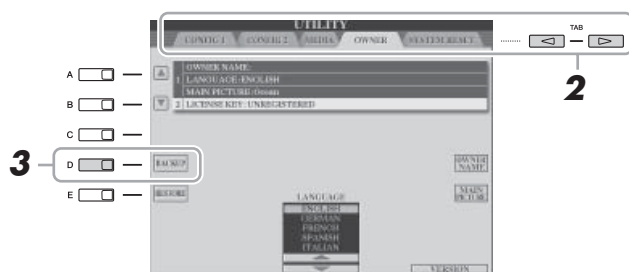 UTILITY
CONFIG 1 CONFIG 2 MEDIA OWNER SYSTEM RESET
TAB
2
OWNER NAME:
1 LANGUAGE:ENGLISH
MAIN PICTURE:Ocean
2 LICENSE KEY: UNREGISTERED
A
B
C
3
D
E
BACKUP
RESTORE
OWNER
NAME
MAIN
PICTURE
LANGUAGE
ENGLISH
GERMAN
FRENCH
SPANISH
ITALIAN
VERSION